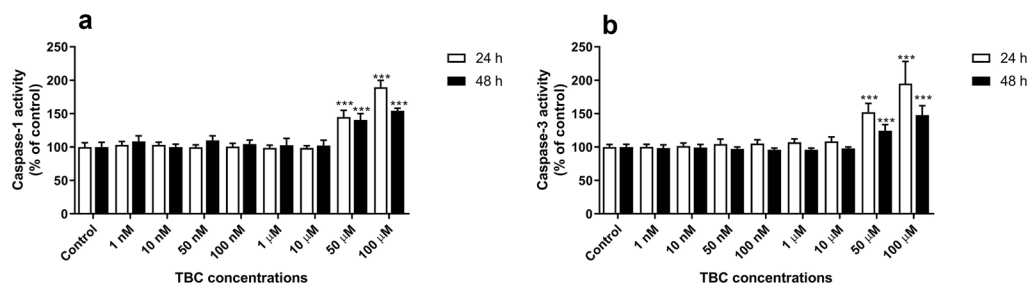 a
Caspase-1 activity
(% of control)
250
200
150
100
50
0
***
***
***
***
Control
1 nM
10 nM
50 nM
100 nM
1 μM
10 μM
50 μM
100 μM
TBC concentrations
24 h
48 h
b
Caspase-3 activity
(% of control)
250
200
150
100
50
0
***
***
***
***
Control
1 nM
10 nM
50 nM
100 nM
1 μM
10 μM
50 μM
100 μM
TBC concentrations
24 h
48 h